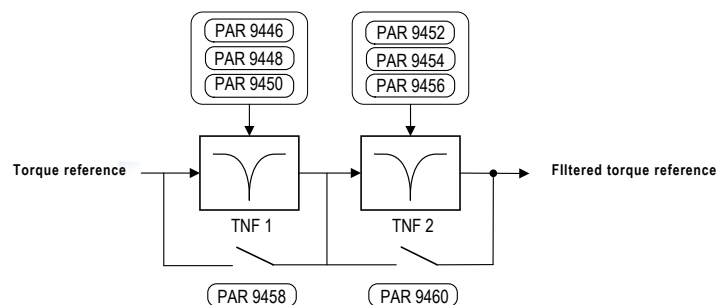 PAR 9446
PAR 9448
PAR 9450
PAR 9452
PAR 9454
PAR 9456
Torque reference
FIltered torque reference
TNF 1
TNF 2
PAR 9458
PAR 9460